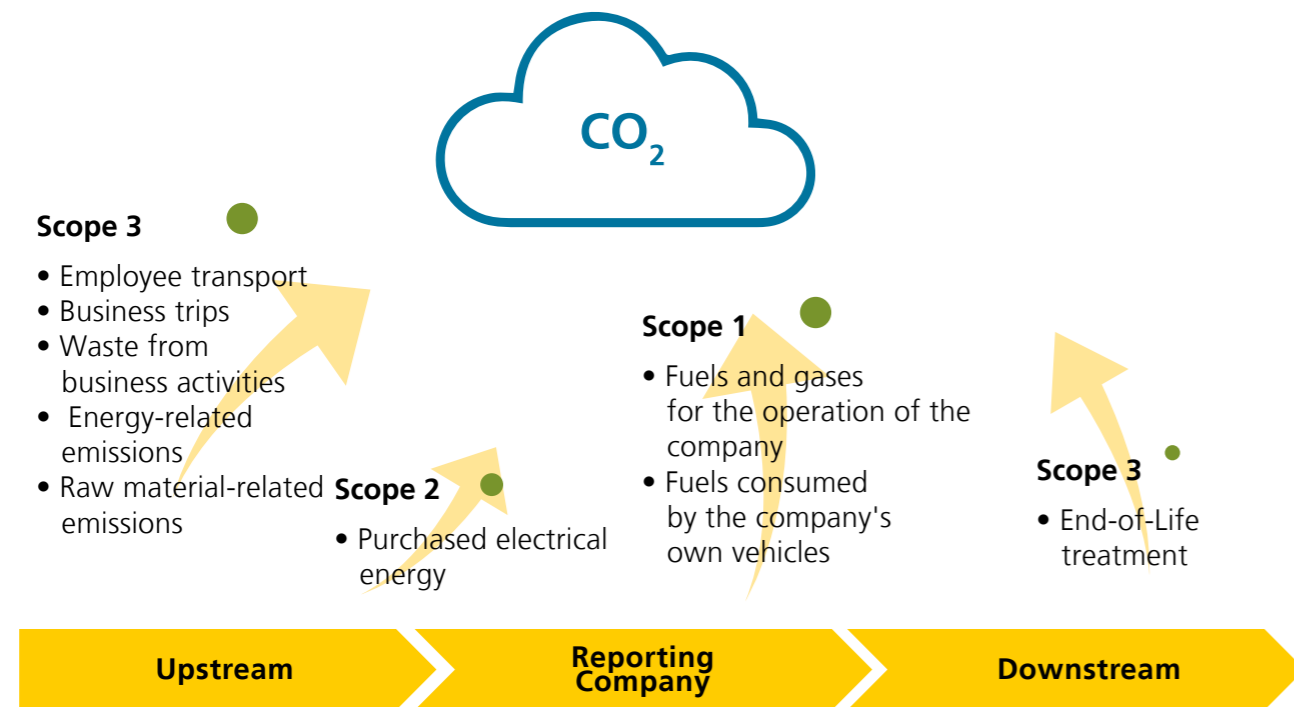 CO₂
Scope 3
• Employee transport
• Business trips
• Waste from
business activities
• Energy-related
emissions
• Raw material-related
emissions
Scope 2
• Purchased electrical
energy
Scope 1
• Fuels and gases
for the operation of the
company
• Fuels consumed
by the company's
own vehicles
Scope 3
• End-of-Life
treatment
Upstream
Reporting
Company
Downstream